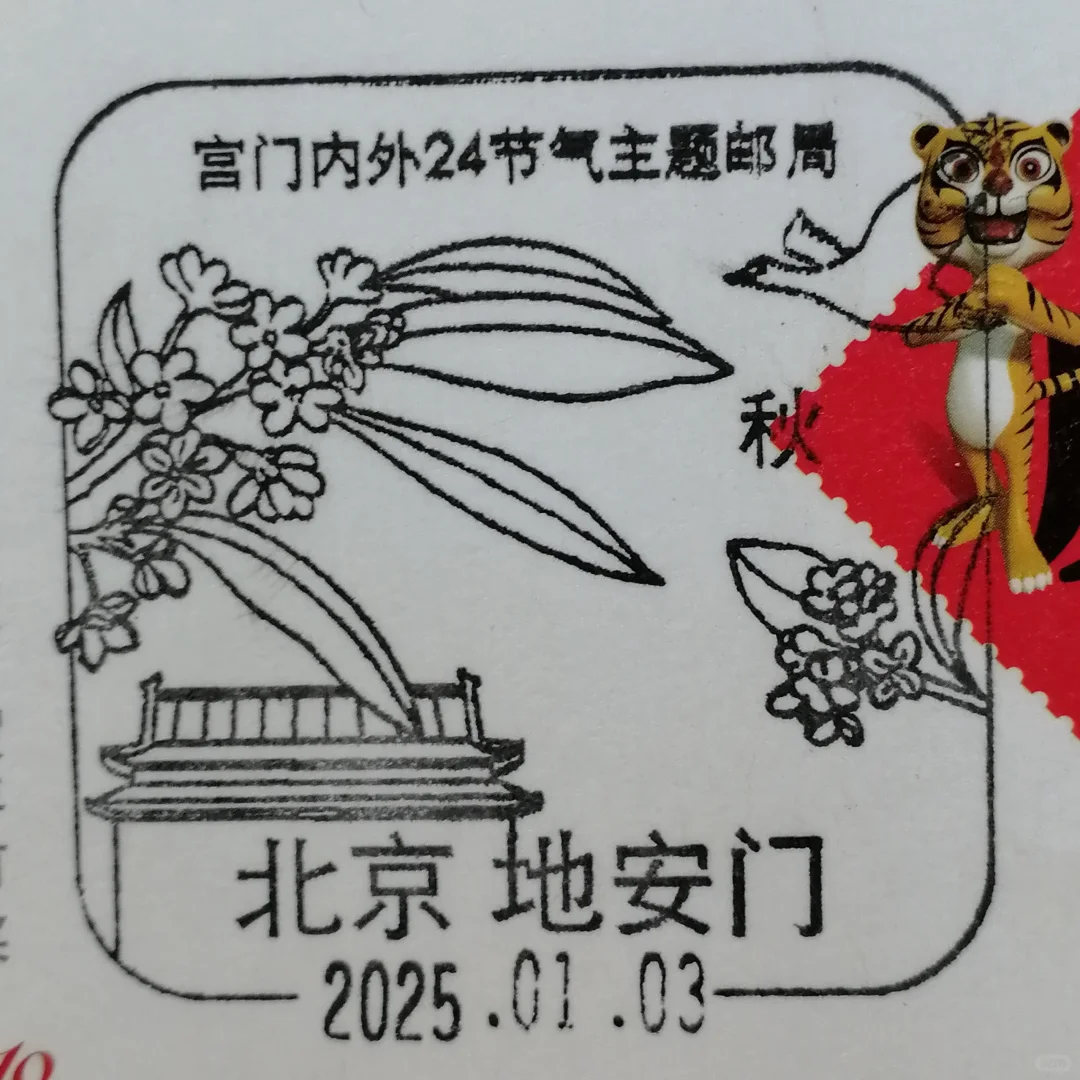 宫门内外24节气主题邮局
秋
北京 地安门
2025.01.03